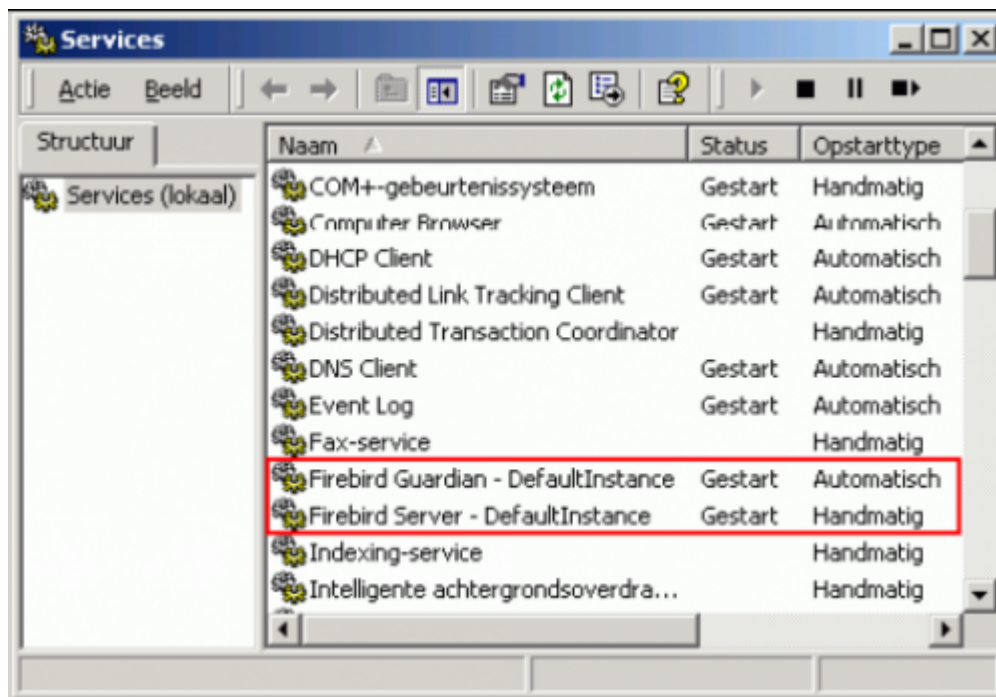 Services
Actie Beeld
Structuur
Naam Status Opstarttype
Services (lokaal)
COM+-gebeurtenissysteem Gestart Handmatig
Computer Browser Gestart Automatisch
DHCP Client Gestart Automatisch
Distributed Link Tracking Client Gestart Automatisch
Distributed Transaction Coordinator Handmatig
DNS Client Gestart Automatisch
Event Log Gestart Automatisch
Fax-service Handmatig
Firebird Guardian - DefaultInstance Gestart Automatisch
Firebird Server - DefaultInstance Gestart Handmatig
Indexing-service Handmatig
Intelligente achtergrondsoverdra... Handmatig